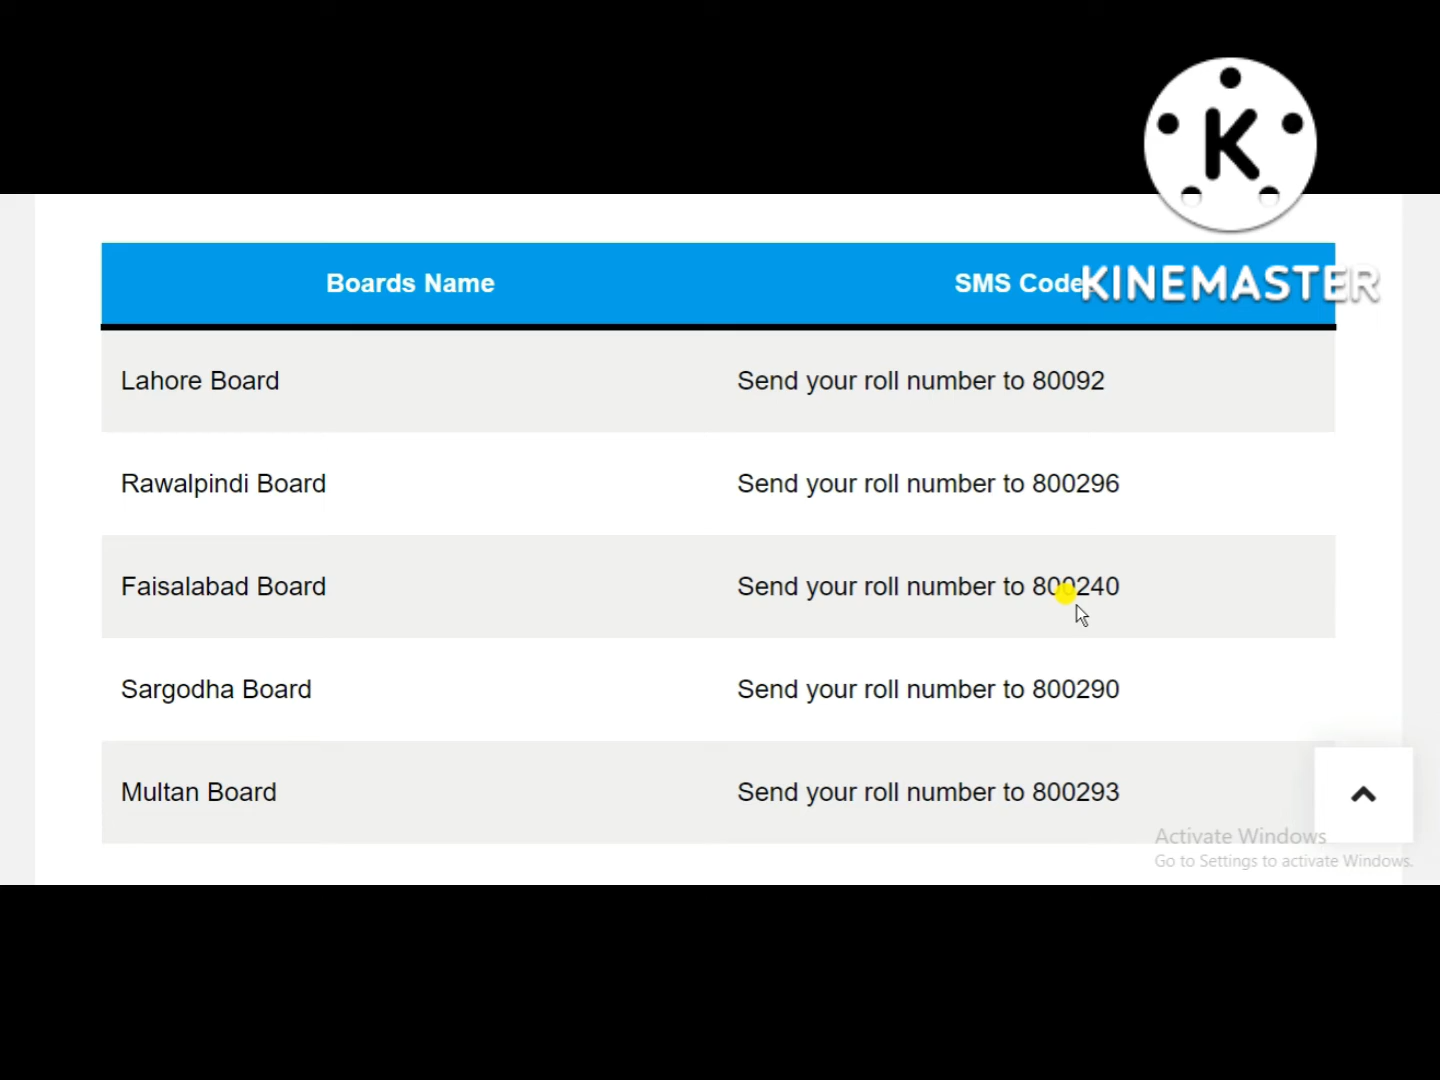 K
KINEMASTER
Boards Name SMS Code
Lahore Board Send your roll number to 80092
Rawalpindi Board Send your roll number to 800296
Faisalabad Board Send your roll number to 800240
Sargodha Board Send your roll number to 800290
Multan Board Send your roll number to 800293
Activate Windows
Go to Settings to activate Windows.